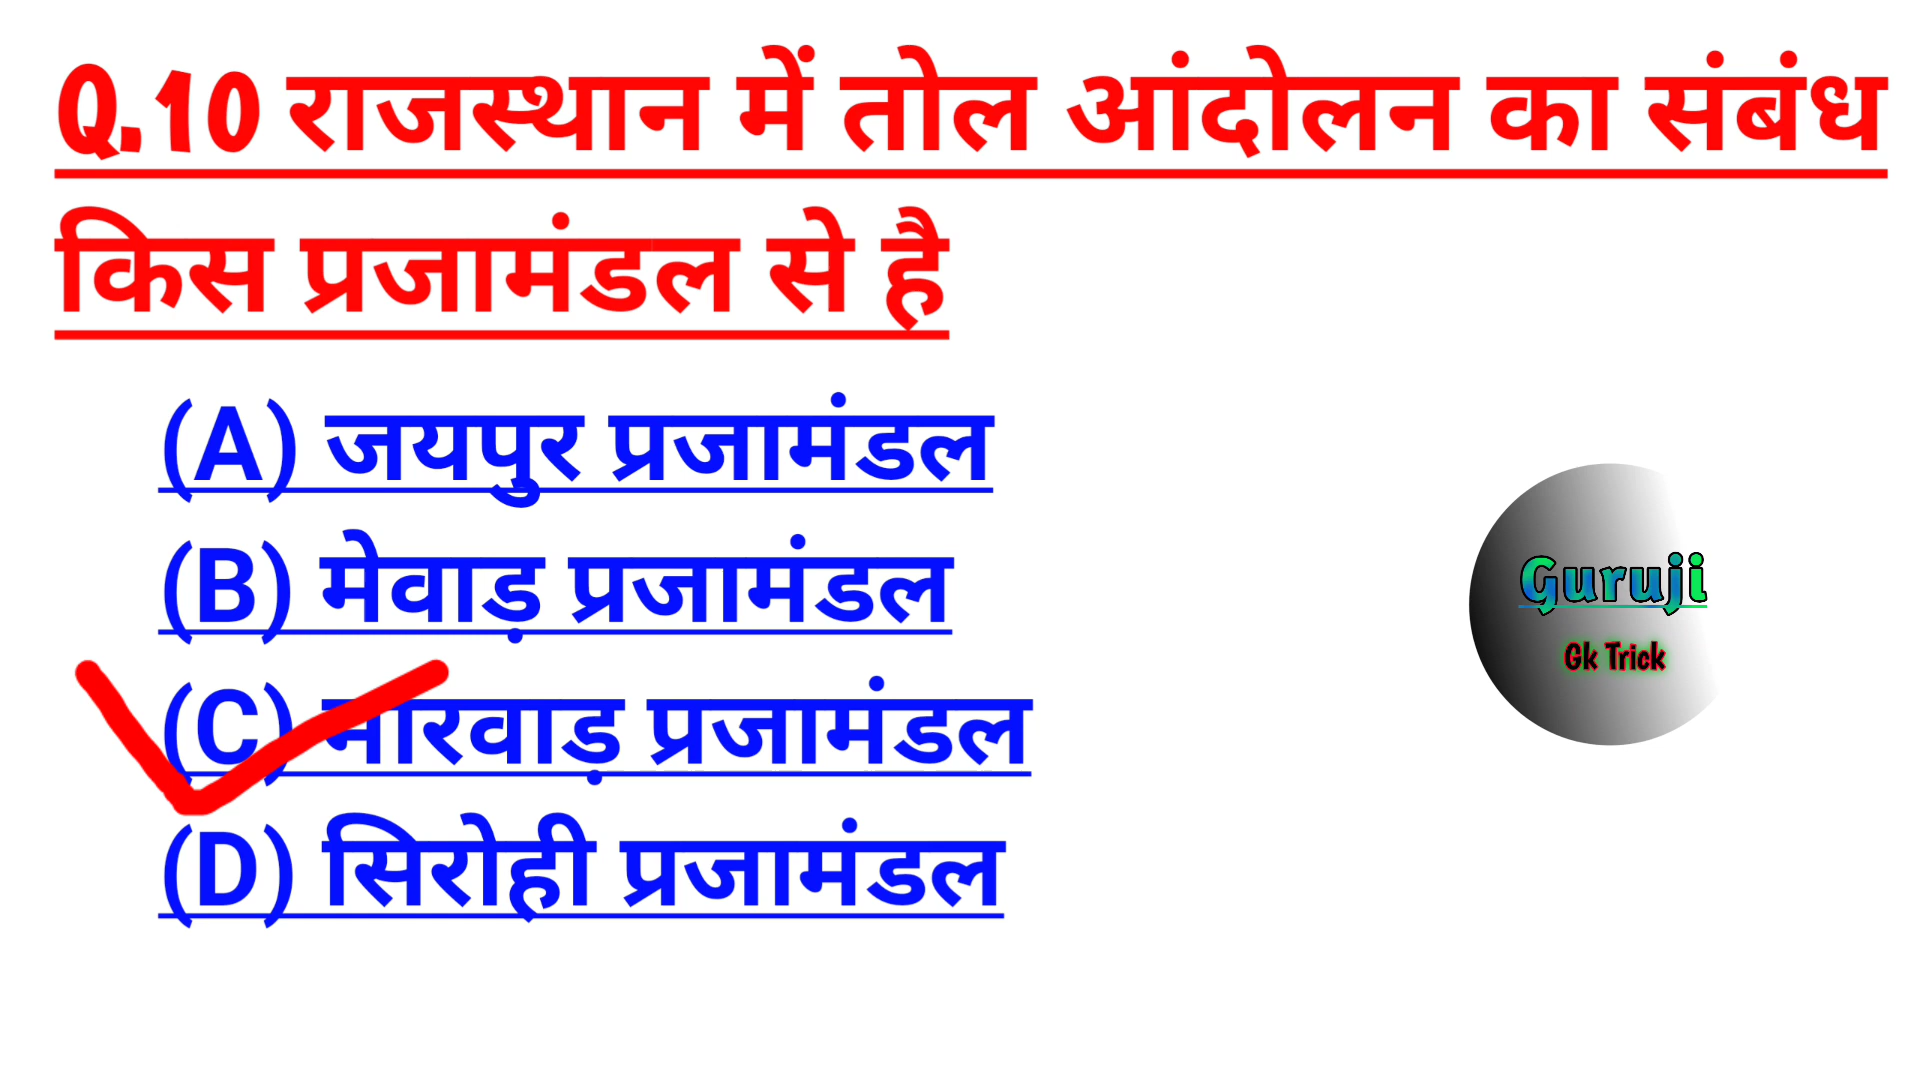 Q.10 राजस्थान में तोल आंदोलन का संबंध
किस प्रजामंडल से है
(A) जयपुर प्रजामंडल
(B) मेवाड़ प्रजामंडल
(C) मारवाड़ प्रजामंडल
(D) सिरोही प्रजामंडल
Guruji
Gk Trick